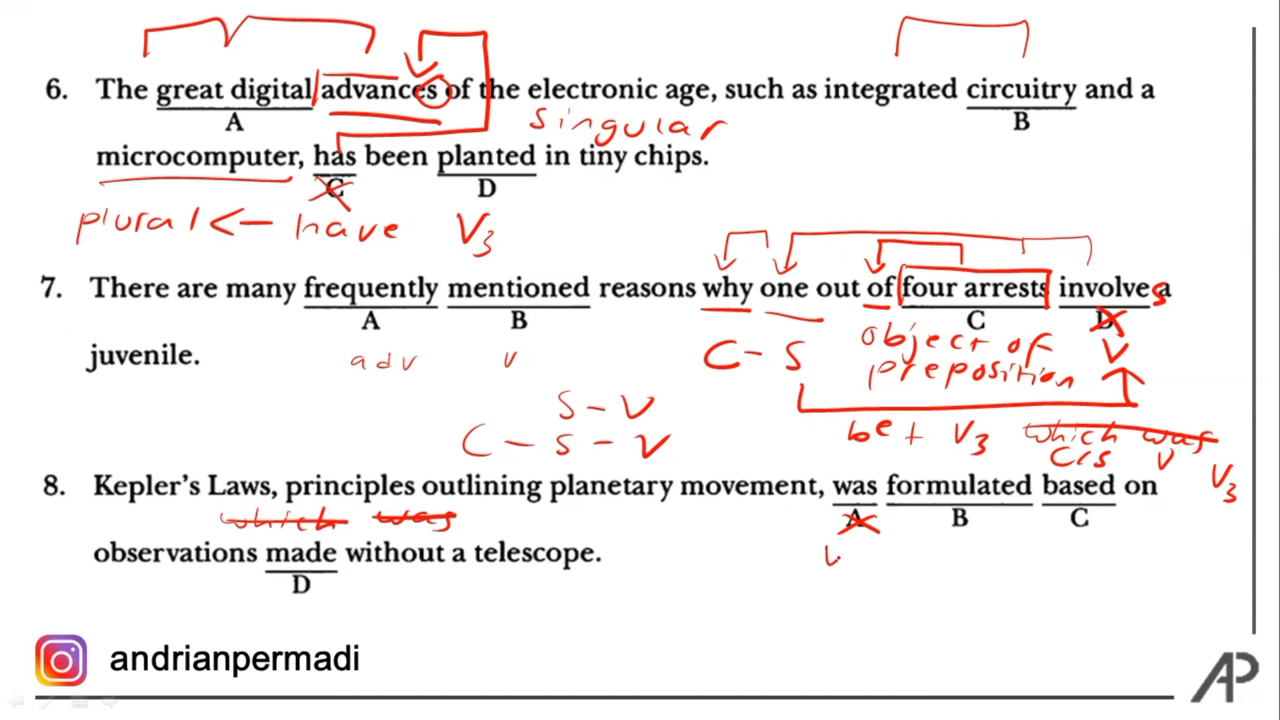 6. The great digital advances of the electronic age, such as integrated circuitry and a
A
B
singular
microcomputer, has been planted in tiny chips.
C
D
plural <- have V3
7. There are many frequently mentioned reasons why one out of four arrests involves a
A
B
C
D
juvenile.
adv
v
C - S
object of
preposition
V
S - V
C - S - V
be + V3
which was
C/S
V
V3
8. Kepler's Laws, principles outlining planetary movement, was formulated based on
which was
A
B
C
observations made without a telescope.
D
V
andrianpermadi
AP